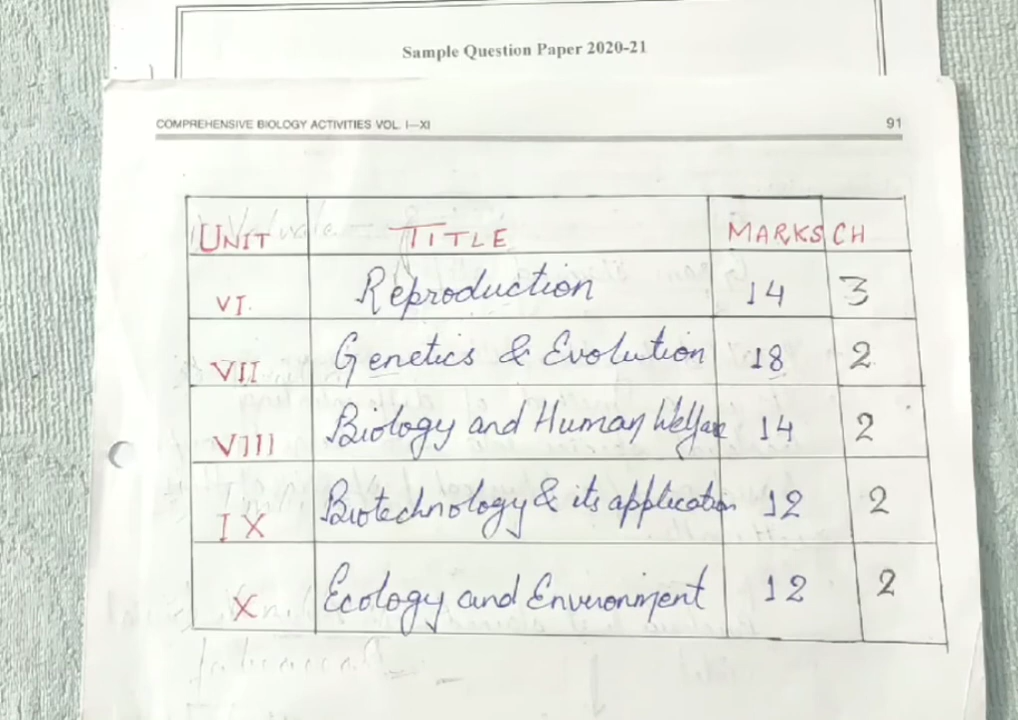 Sample Question Paper 2020-21
COMPREHENSIVE BIOLOGY ACTIVITIES VOL. I—XI 91
UNIT TITLE MARKS CH
VI. Reproduction 14 3
VII Genetics & Evolution 18 2
VIII Biology and Human Welfare 14 2
IX Biotechnology & its application 12 2
X Ecology and Environment 12 2